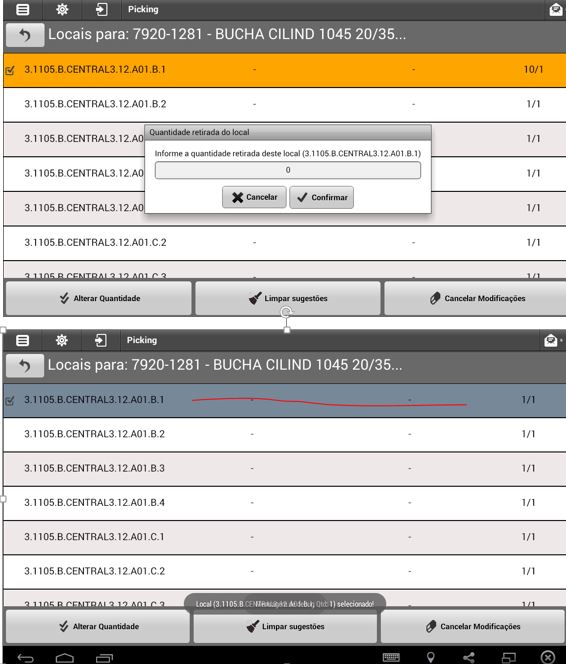 Picking
Locais para: 7920-1281 - BUCHA CILIND 1045 20/35...
3.1105.B.CENTRAL3.12.A01.B.1 - - 10/1
3.1105.B.CENTRAL3.12.A01.B.2 - - 1/1
Quantidade retirada do local
3.1105.B.CENTRAL3.12.A0 1/1
Informe a quantidade retirada deste local (3.1105.B.CENTRAL3.12.A01.B.1)
0
3.1105.B.CENTRAL3.12.A0 1/1
Cancelar Confirmar
3.1105.B.CENTRAL3.12.A0 1/1
3.1105.B.CENTRAL3.12.A01.C.2 - - 1/1
3.1105.B.CENTRAL3.12.A01.C.3 - - 1/1
Alterar Quantidade Limpar sugestões Cancelar Modificações
Picking
Locais para: 7920-1281 - BUCHA CILIND 1045 20/35...
3.1105.B.CENTRAL3.12.A01.B.1 - - 1/1
3.1105.B.CENTRAL3.12.A01.B.2 - - 1/1
3.1105.B.CENTRAL3.12.A01.B.3 - - 1/1
3.1105.B.CENTRAL3.12.A01.B.4 - - 1/1
3.1105.B.CENTRAL3.12.A01.C.1 - - 1/1
3.1105.B.CENTRAL3.12.A01.C.2 - - 1/1
3.1105.B.CENTRAL3.12.A01.C.3 1/1
Local (3.1105.B. 1) selecionado!
Alterar Quantidade Limpar sugestões Cancelar Modificações